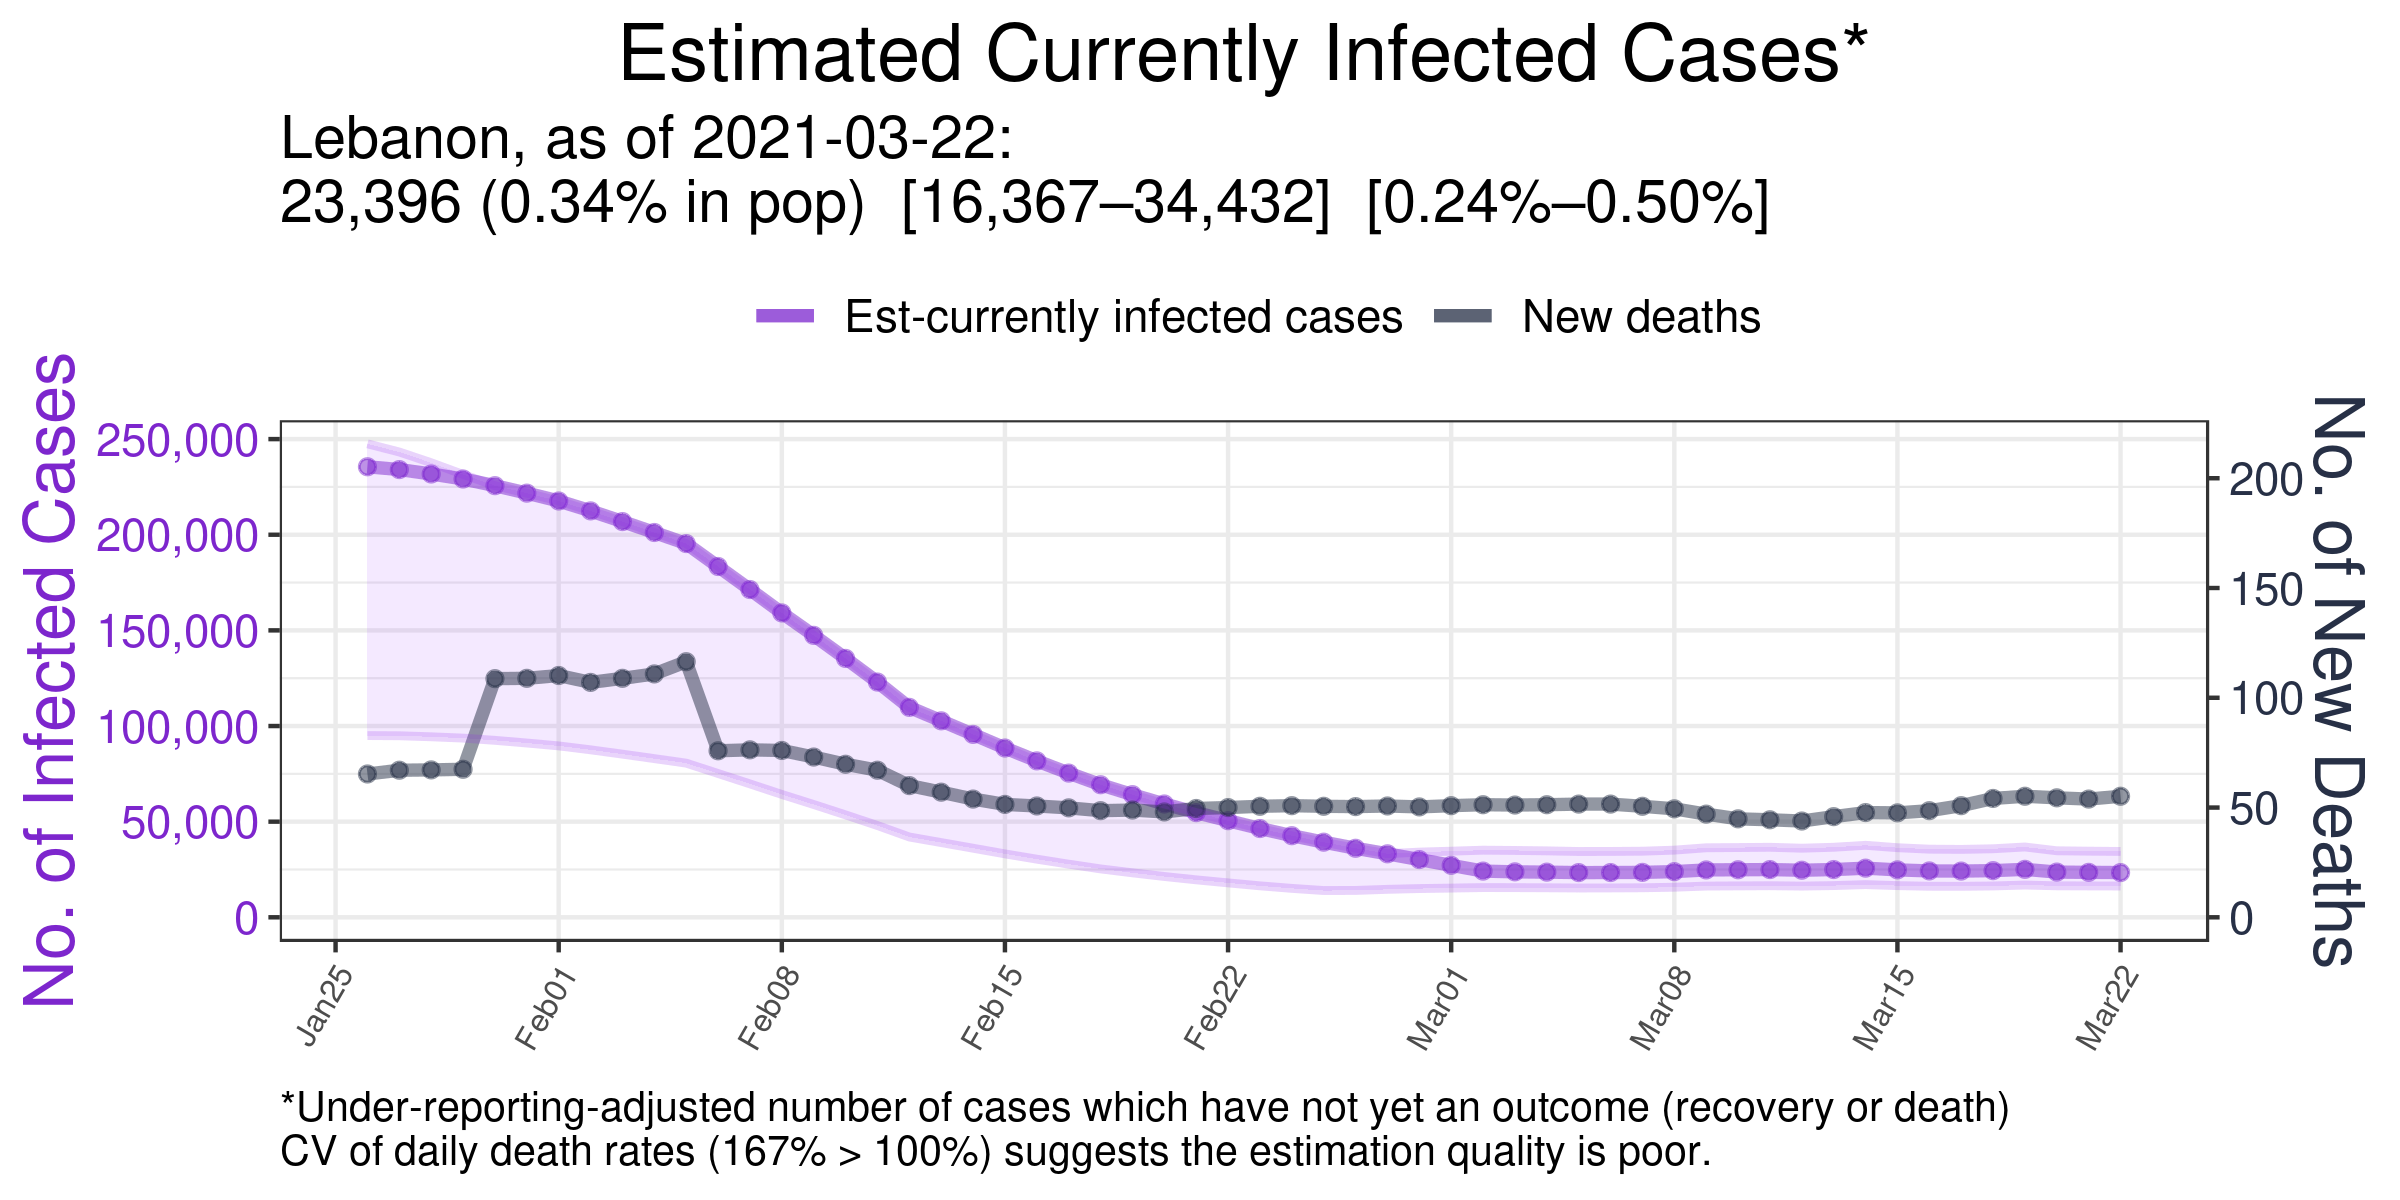 Estimated Currently Infected Cases*
Lebanon, as of 2021-03-22:
23,396 (0.34% in pop)  [16,367–34,432]  [0.24%–0.50%]
Est-currently infected cases
New deaths
No. of Infected Cases
250,000
200,000
150,000
100,000
50,000
0
No. of New Deaths
200
150
100
50
0
Jan25
Feb01
Feb08
Feb15
Feb22
Mar01
Mar08
Mar15
Mar22
*Under-reporting-adjusted number of cases which have not yet an outcome (recovery or death)
CV of daily death rates (167% > 100%) suggests the estimation quality is poor.